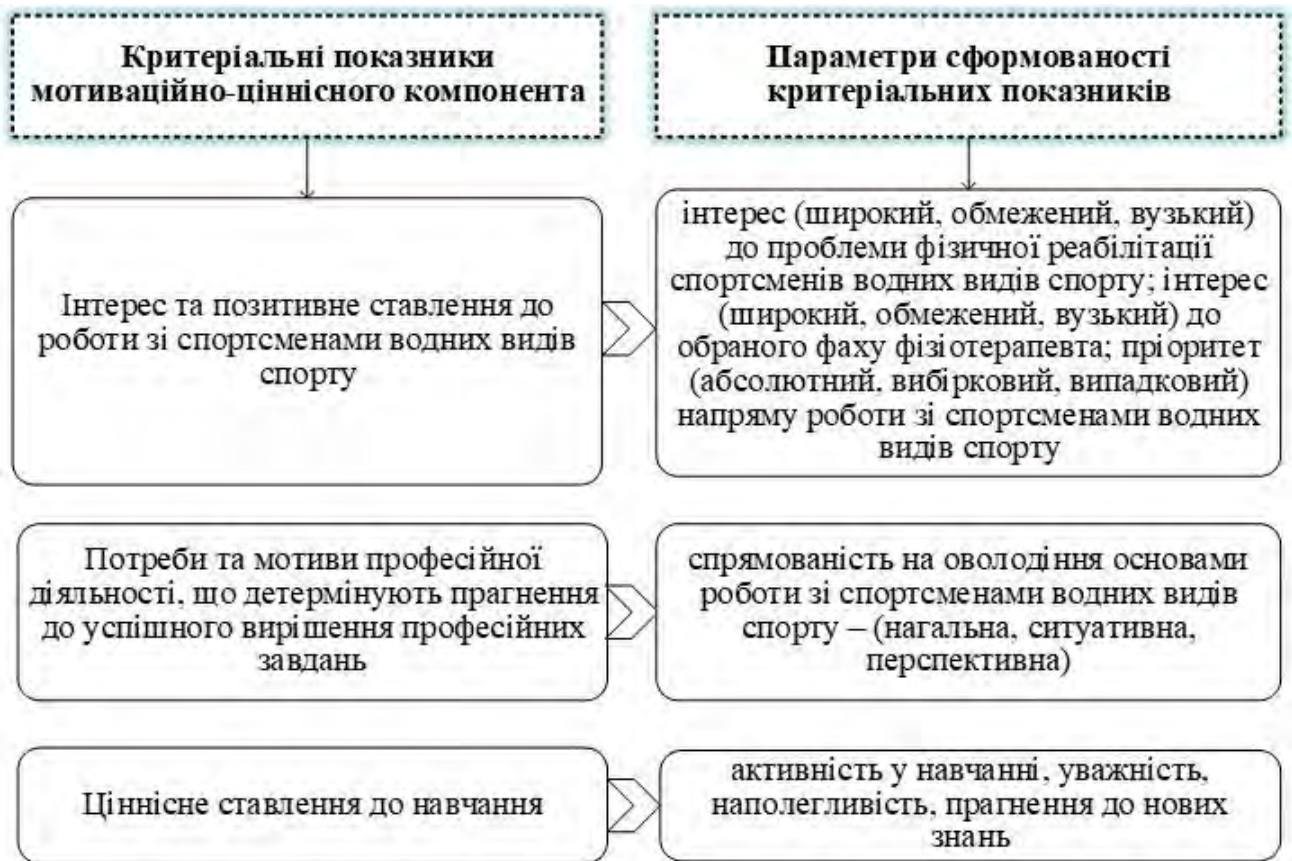 Критеріальні показники
мотиваційно-ціннісного компонента
Параметри сформованості
критеріальних показників
Інтерес та позитивне ставлення до
роботи зі спортсменами водних видів
спорту
інтерес (широкий, обмежений, вузький)
до проблеми фізичної реабілітації
спортсменів водних видів спорту; інтерес
(широкий, обмежений, вузький) до
обраного фаху фізіотерапевта; пріоритет
(абсолютний, вибірковий, випадковий)
напряму роботи зі спортсменами водних
видів спорту
Потреби та мотиви професійної
діяльності, що детермінують прагнення
до успішного вирішення професійних
завдань
спрямованість на оволодіння основами
роботи зі спортсменами водних видів
спорту – (нагальна, ситуативна,
перспективна)
Ціннісне ставлення до навчання
активність у навчанні, уважність,
наполегливість, прагнення до нових
знань